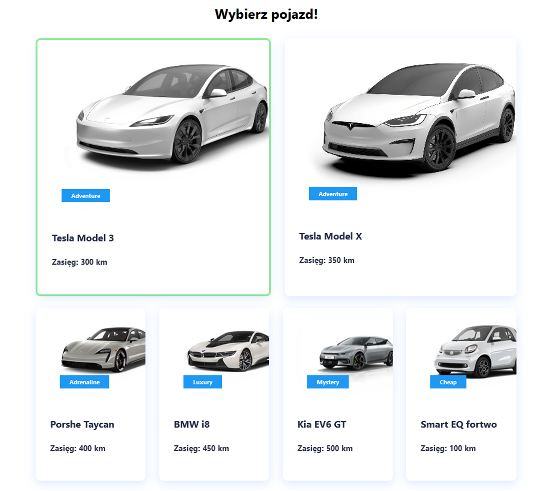 Wybierz pojazd!
Adventure
Tesla Model 3
Zasięg: 300 km
Adventure
Tesla Model X
Zasięg: 350 km
Adrenaline
Porshe Taycan
Zasięg: 400 km
Luxury
BMW i8
Zasięg: 450 km
Mystery
Kia EV6 GT
Zasięg: 500 km
Cheap
Smart EQ fortwo
Zasięg: 100 km